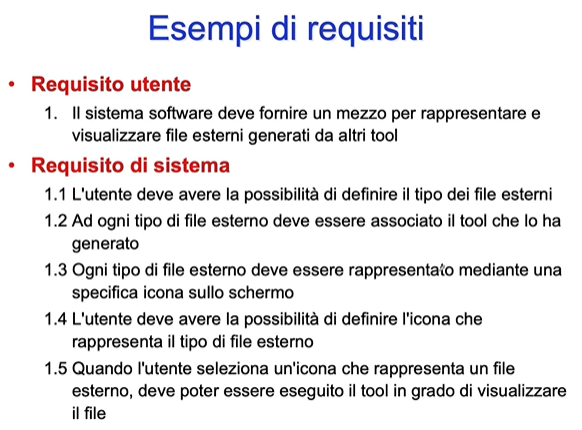 Esempi di requisiti
• Requisito utente
1. Il sistema software deve fornire un mezzo per rappresentare e
visualizzare file esterni generati da altri tool
• Requisito di sistema
1.1 L'utente deve avere la possibilità di definire il tipo dei file esterni
1.2 Ad ogni tipo di file esterno deve essere associato il tool che lo ha
generato
1.3 Ogni tipo di file esterno deve essere rappresentato mediante una
specifica icona sullo schermo
1.4 L'utente deve avere la possibilità di definire l'icona che
rappresenta il tipo di file esterno
1.5 Quando l'utente seleziona un'icona che rappresenta un file
esterno, deve poter essere eseguito il tool in grado di visualizzare
il file